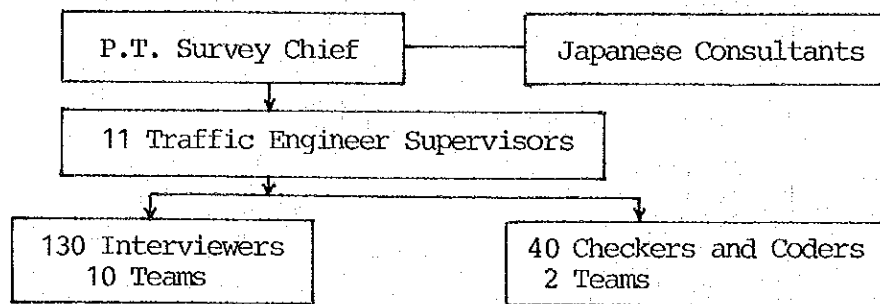 P.T. Survey Chief
Japanese Consultants
11 Traffic Engineer Supervisors
130 Interviewers
10 Teams
40 Checkers and Coders
2 Teams